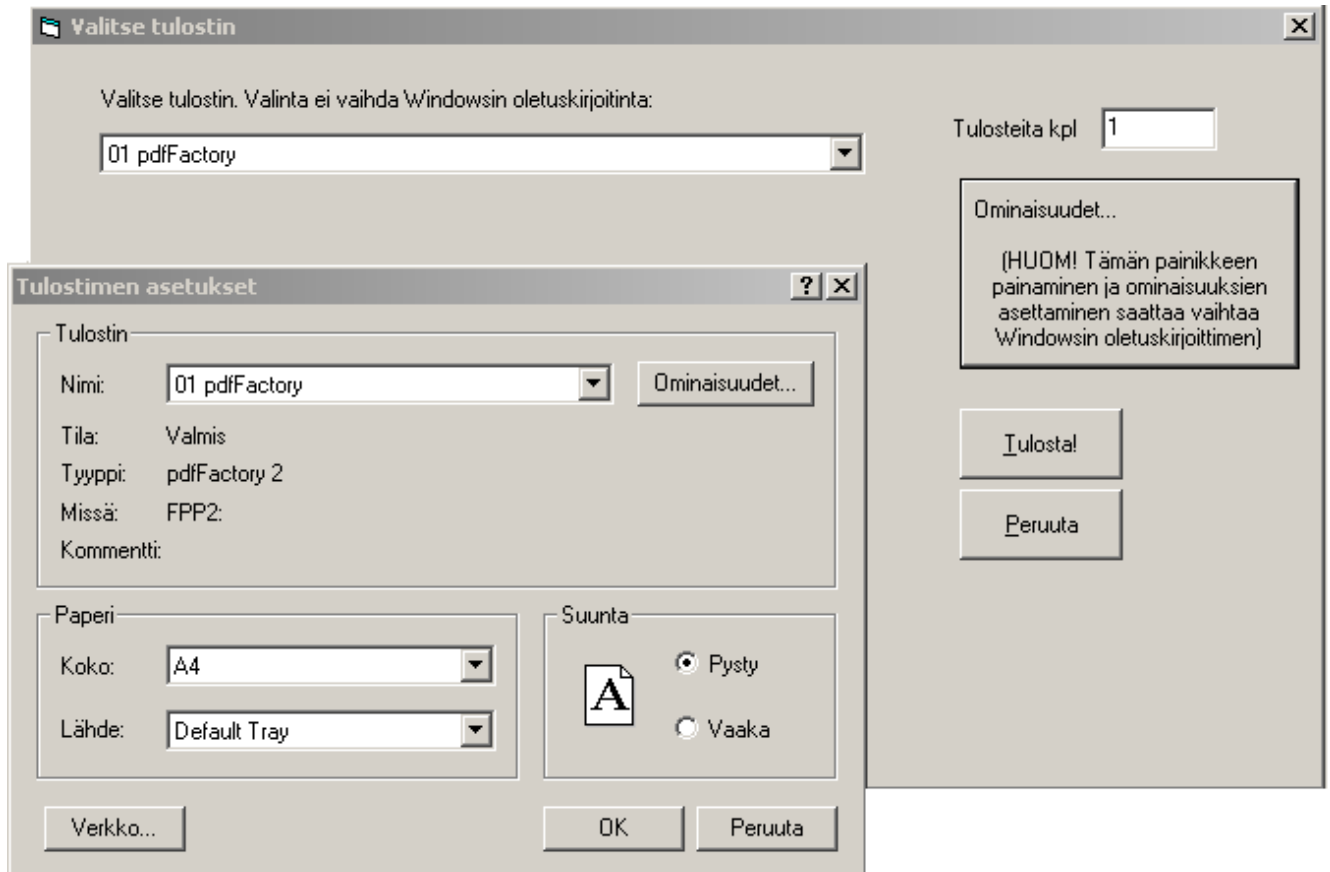 Valitse tulostin
Valitse tulostin. Valinta ei vaihda Windowsin oletuskirjoitinta:
01 pdfFactory
Tulosteita kpl 1
Ominaisuudet...
(HUOM! Tämän painikkeen
painaminen ja ominaisuuksien
asettaminen saattaa vaihtaa
Windowsin oletuskirjoittimen)
Tulosta!
Peruuta
Tulostimen asetukset
Tulostin
Nimi: 01 pdfFactory Ominaisuudet...
Tila: Valmis
Tyyppi: pdfFactory 2
Missä: FPP2:
Kommentti:
Paperi
Koko: A4
Lähde: Default Tray
Suunta
A
Pysty
Vaaka
Verkko... OK Peruuta